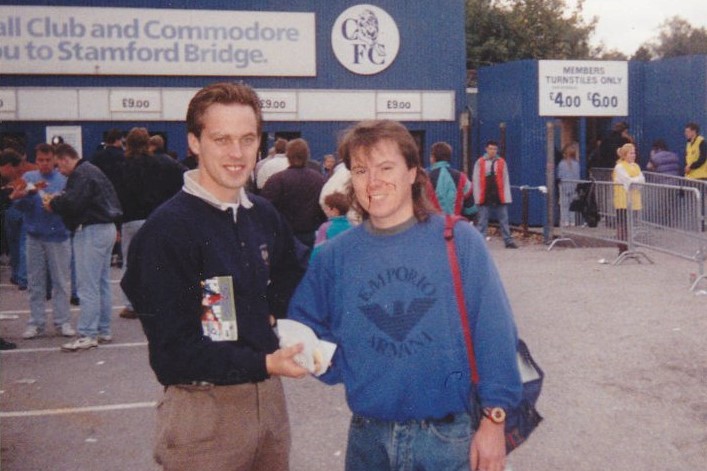 all Club and Commodore
ou to Stamford Bridge.
CFC
£9.00
£9.00
£9.00
MEMBERS
TURNSTILES ONLY
£4.00 £6.00
EMPORIO
ARMANI